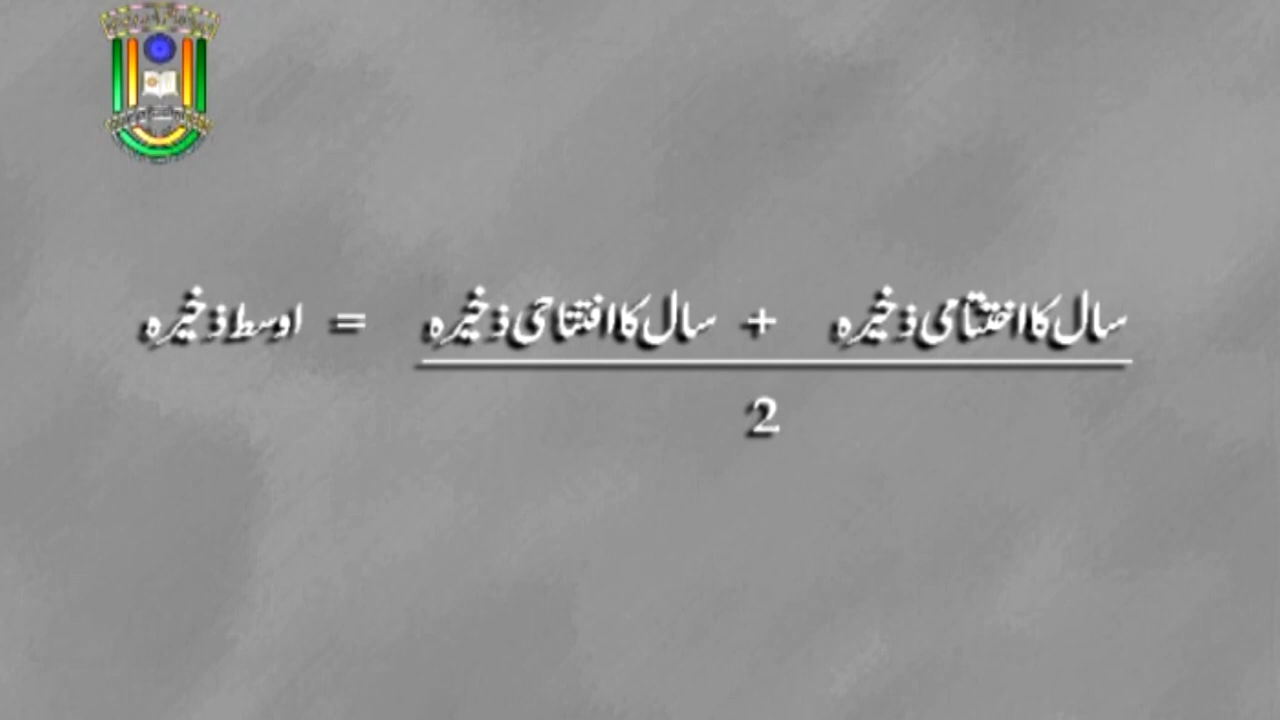 اوسط ذخیرہ = سال کا افتتاحی ذخیرہ + سال کا اختتامی ذخیرہ
2